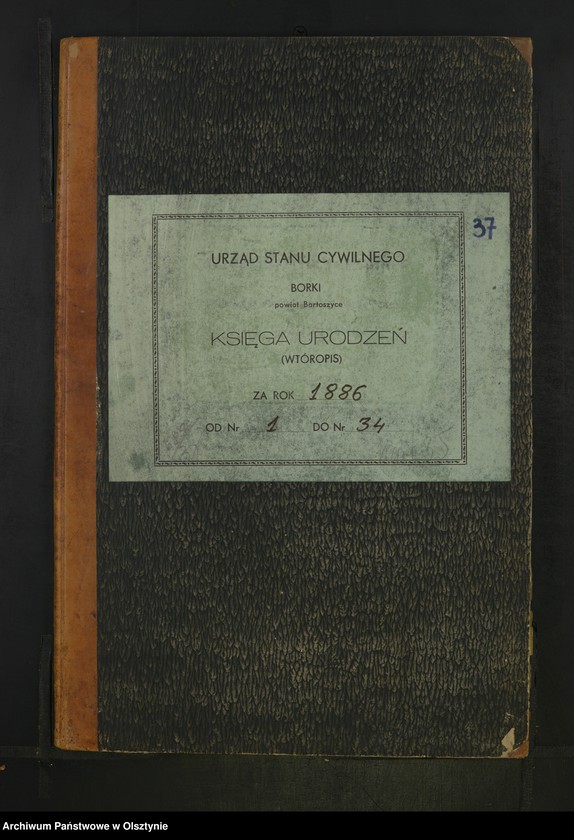 37
URZĄD STANU CYWILNEGO
BORKI
powiat Bartoszyce
KSIĘGA URODZEŃ
(WTÓROPIS)
ZA ROK 1886
OD Nr 1 DO Nr 34
Archiwum Państwowe w Olsztynie